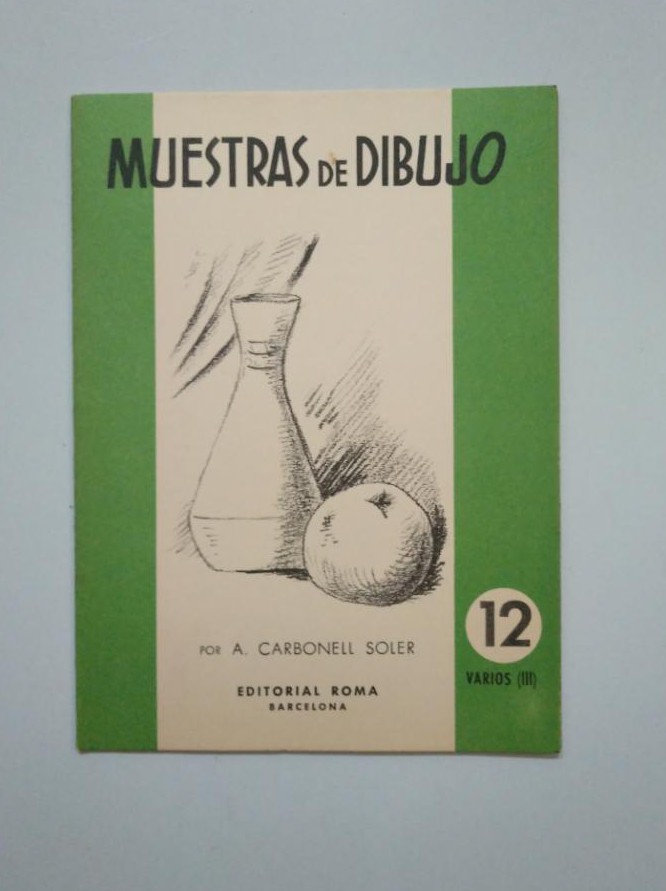 MUESTRAS DE DIBUJO
POR A. CARBONELL SOLER
EDITORIAL ROMA
BARCELONA
12
VARIOS (III)